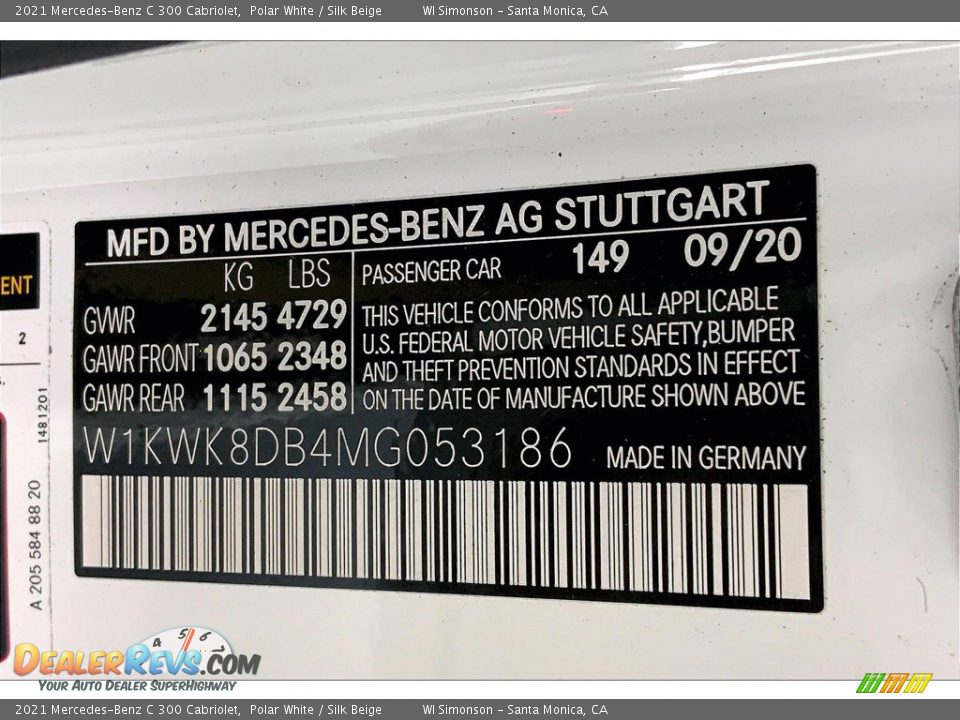 2021 Mercedes-Benz C 300 Cabriolet, Polar White / Silk Beige WI Simonson - Santa Monica, CA
MFD BY MERCEDES-BENZ AG STUTTGART
KG LBS
GVWR 2145 4729
GAWR FRONT 1065 2348
GAWR REAR 1115 2458
PASSENGER CAR 149 09/20
THIS VEHICLE CONFORMS TO ALL APPLICABLE
U.S. FEDERAL MOTOR VEHICLE SAFETY,BUMPER
AND THEFT PREVENTION STANDARDS IN EFFECT
ON THE DATE OF MANUFACTURE SHOWN ABOVE
W1KWK8DB4MG053186 MADE IN GERMANY
ENT
2
1481201
A 205 584 88 20
4 5 6
DEALERREVS.COM
YOUR AUTO DEALER SUPERHIGHWAY
2021 Mercedes-Benz C 300 Cabriolet, Polar White / Silk Beige WI Simonson - Santa Monica, CA